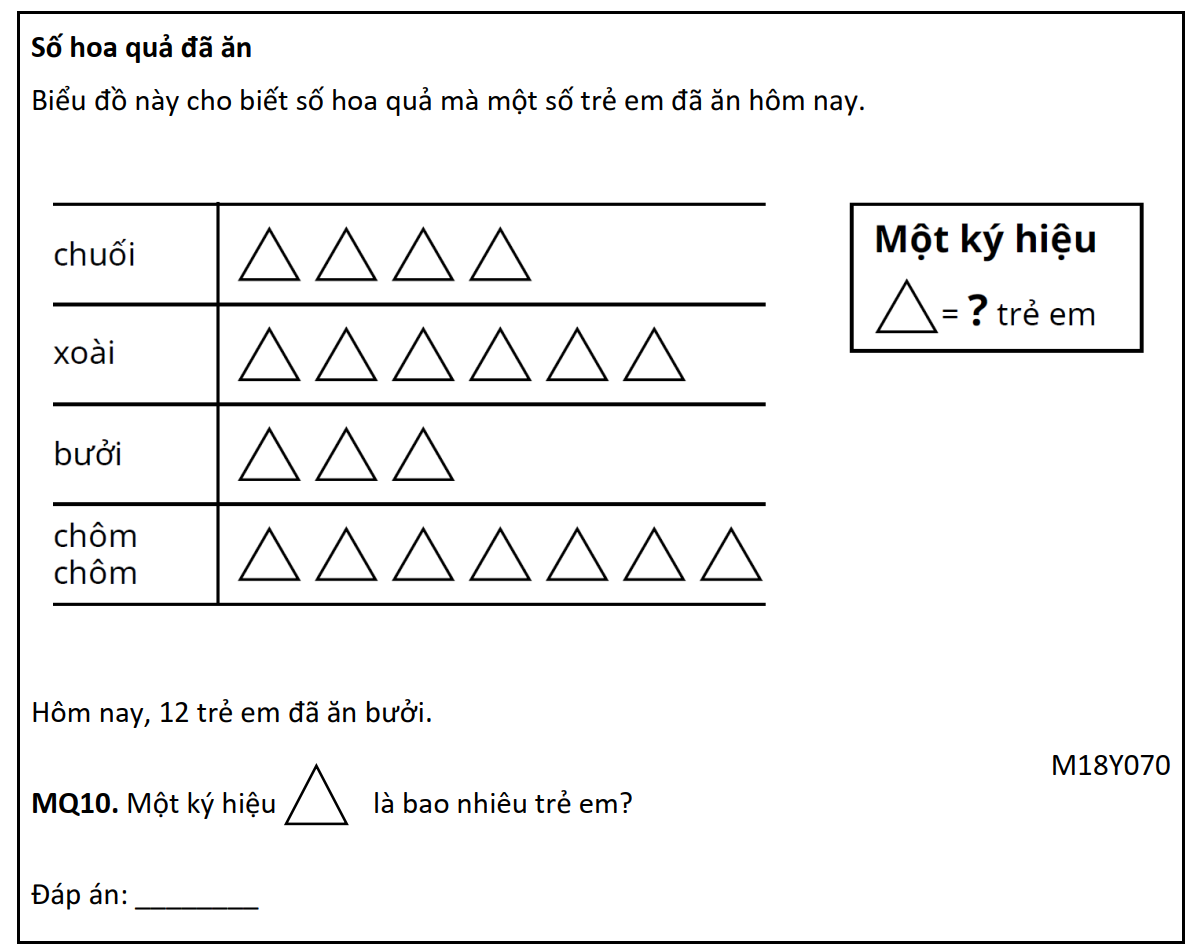 Số hoa quả đã ăn
Biểu đồ này cho biết số hoa quả mà một số trẻ em đã ăn hôm nay.
chuối
xoài
bưởi
chôm
chôm
Một ký hiệu
= ? trẻ em
Hôm nay, 12 trẻ em đã ăn bưởi.
M18Y070
MQ10. Một ký hiệu là bao nhiêu trẻ em?
Đáp án: ________